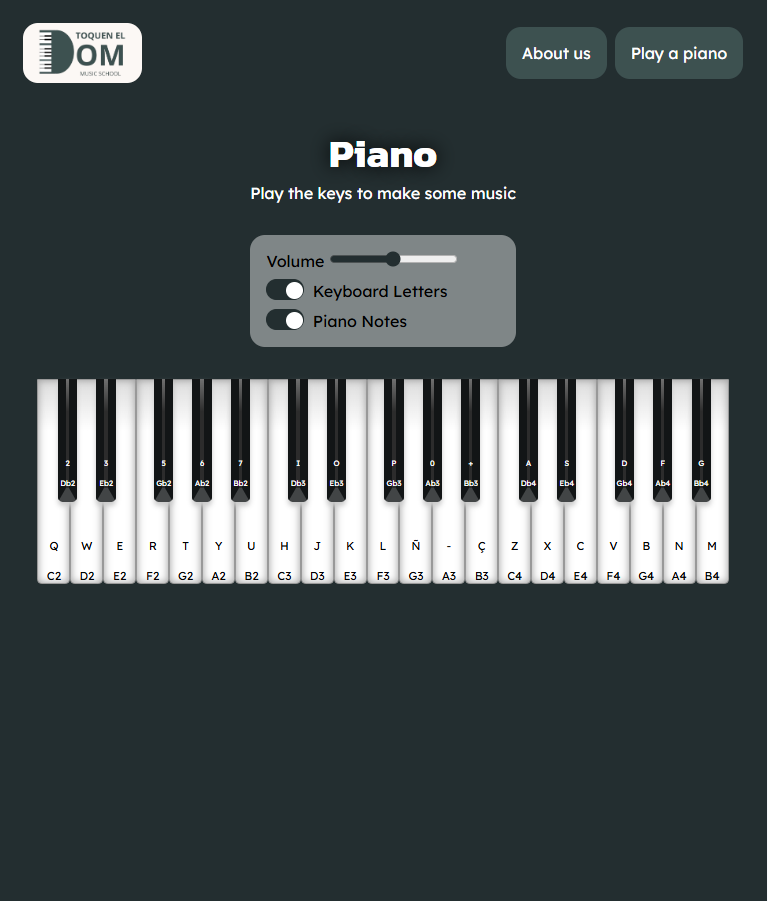 TOQUEN EL
DOM
MUSIC SCHOOL
About us
Play a piano
Piano
Play the keys to make some music
Volume
Keyboard Letters
Piano Notes
2 3 5 6 7 I O P 0 + A S D F G
Db2 Eb2 Gb2 Ab2 Bb2 Db3 Eb3 Gb3 Ab3 Bb3 Db4 Eb4 Gb4 Ab4 Bb4
Q W E R T Y U H J K L Ñ - Ç Z X C V B N M
C2 D2 E2 F2 G2 A2 B2 C3 D3 E3 F3 G3 A3 B3 C4 D4 E4 F4 G4 A4 B4